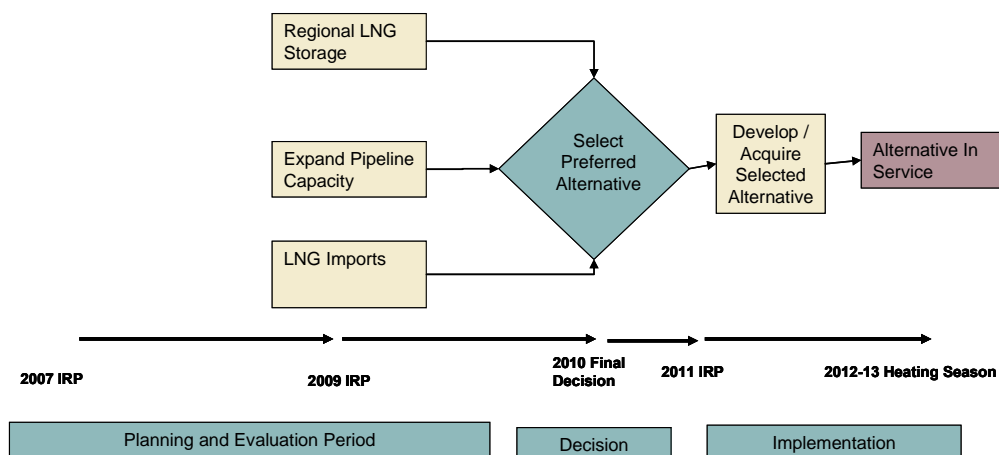 Regional LNG
Storage
Expand Pipeline
Capacity
LNG Imports
Select
Preferred
Alternative
Develop /
Acquire
Selected
Alternative
Alternative In
Service
2007 IRP
2009 IRP
2010 Final
Decision
2011 IRP
2012-13 Heating Season
Planning and Evaluation Period
Decision
Implementation